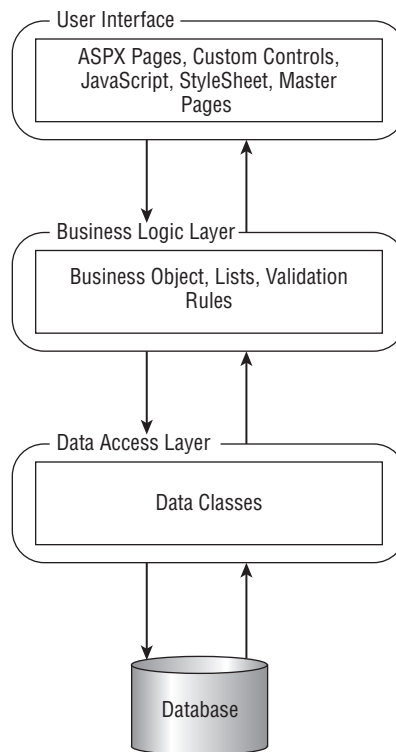 User Interface
ASPX Pages, Custom Controls,
JavaScript, StyleSheet, Master
Pages
Business Logic Layer
Business Object, Lists, Validation
Rules
Data Access Layer
Data Classes
Database